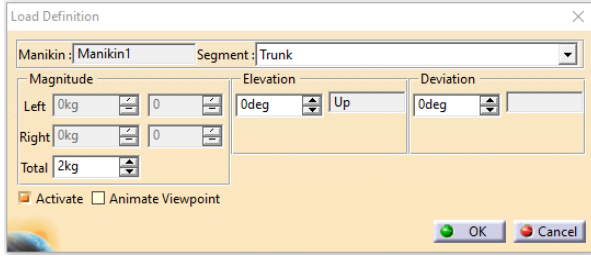 Load Definition
Manikin : Manikin1 Segment : Trunk
Magnitude Elevation Deviation
Left 0kg 0 0deg Up 0deg
Right 0kg 0
Total 2kg
Activate Animate Viewpoint
OK Cancel